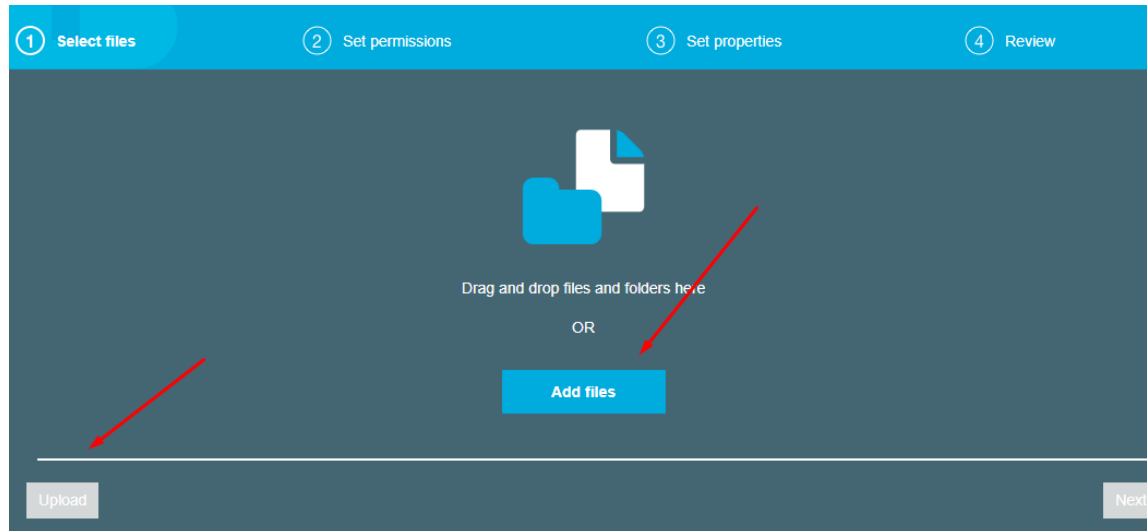 1 Select files
2 Set permissions
3 Set properties
4 Review
Drag and drop files and folders here
OR
Add files
Upload
Next